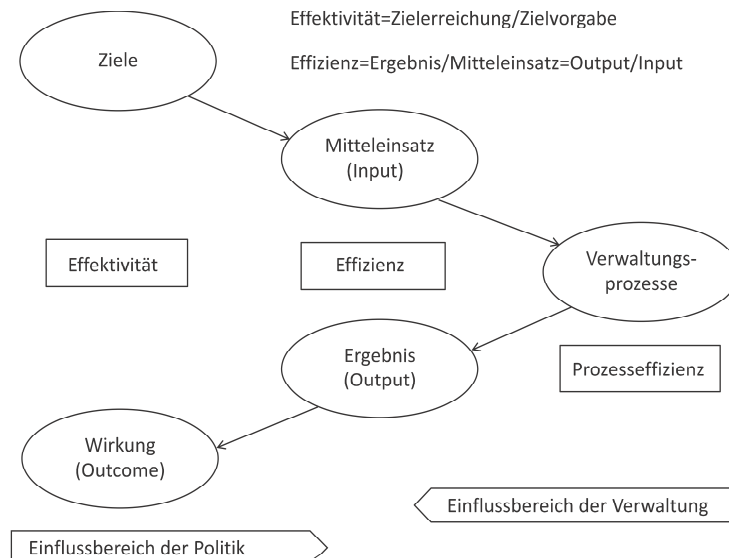 Effektivität=Zielerreichung/Zielvorgabe
Ziele
Effizienz=Ergebnis/Mitteleinsatz=Output/Input
Mitteleinsatz
(Input)
Effektivität
Effizienz
Verwaltungs-
prozesse
Ergebnis
(Output)
Prozesseffizienz
Wirkung
(Outcome)
Einflussbereich der Verwaltung
Einflussbereich der Politik